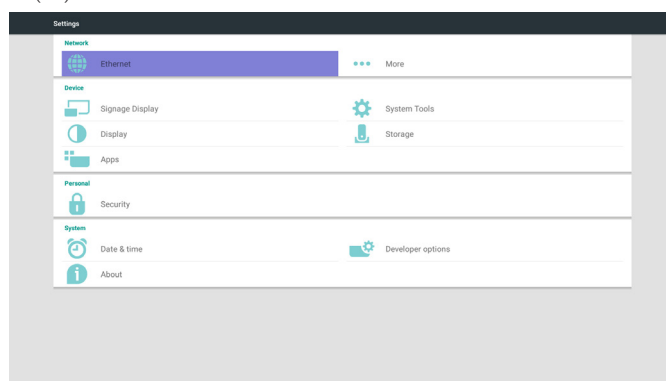 Settings
Network
Ethernet
More
Device
Signage Display
System Tools
Display
Storage
Apps
Personal
Security
System
Date & time
Developer options
About